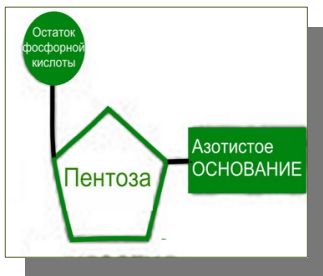 Остаток
фосфорной
кислоты
Азотистое
ОСНОВАНИЕ
Пентоза